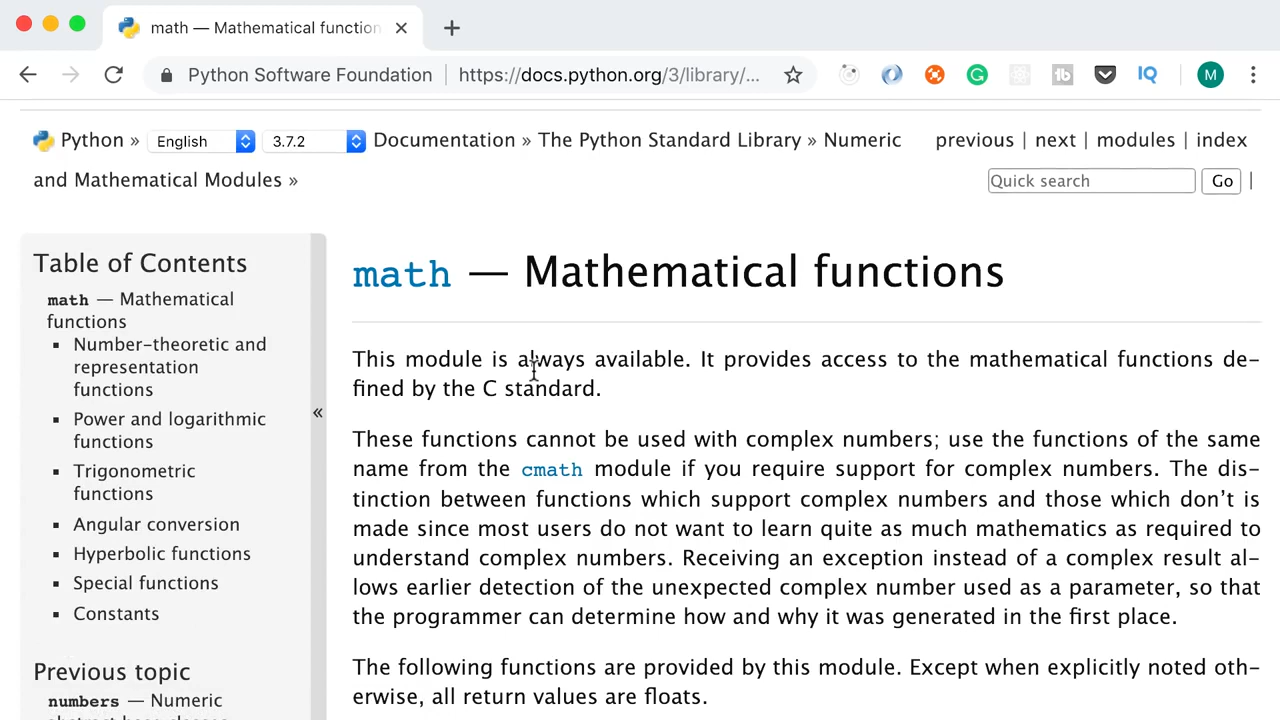 math — Mathematical function
Python Software Foundation | https://docs.python.org/3/library/...
M
Python » English 3.7.2 Documentation » The Python Standard Library » Numeric
and Mathematical Modules »
previous | next | modules | index
Quick search Go |
Table of Contents
math — Mathematical
functions
Number-theoretic and
representation
functions
Power and logarithmic
functions
Trigonometric
functions
Angular conversion
Hyperbolic functions
Special functions
Constants
Previous topic
numbers — Numeric
«
math — Mathematical functions
This module is always available. It provides access to the mathematical functions de-
fined by the C standard.
These functions cannot be used with complex numbers; use the functions of the same
name from the cmath module if you require support for complex numbers. The dis-
tinction between functions which support complex numbers and those which don't is
made since most users do not want to learn quite as much mathematics as required to
understand complex numbers. Receiving an exception instead of a complex result al-
lows earlier detection of the unexpected complex number used as a parameter, so that
the programmer can determine how and why it was generated in the first place.
The following functions are provided by this module. Except when explicitly noted oth-
erwise, all return values are floats.